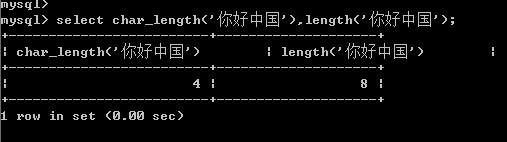 mysql>
mysql> select char_length('你好中国'),length('你好中国');
+-------------------------+--------------------+
| char_length('你好中国') | length('你好中国') |
+-------------------------+--------------------+
| 4 | 8 |
+-------------------------+--------------------+
1 row in set (0.00 sec)